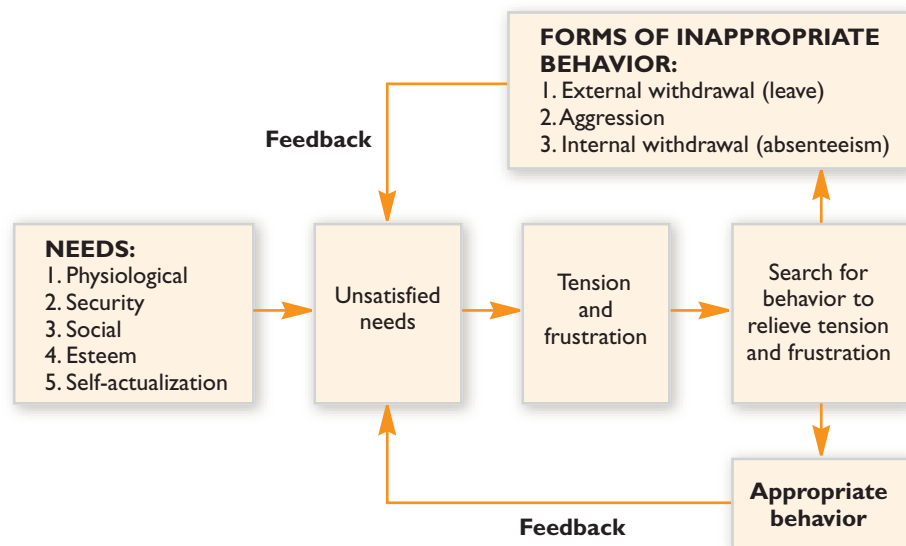 FORMS OF INAPPROPRIATE
BEHAVIOR:
1. External withdrawal (leave)
2. Aggression
3. Internal withdrawal (absenteeism)
Feedback
NEEDS:
1. Physiological
2. Security
3. Social
4. Esteem
5. Self-actualization
Unsatisfied
needs
Tension
and
frustration
Search for
behavior to
relieve tension
and frustration
Appropriate
behavior
Feedback